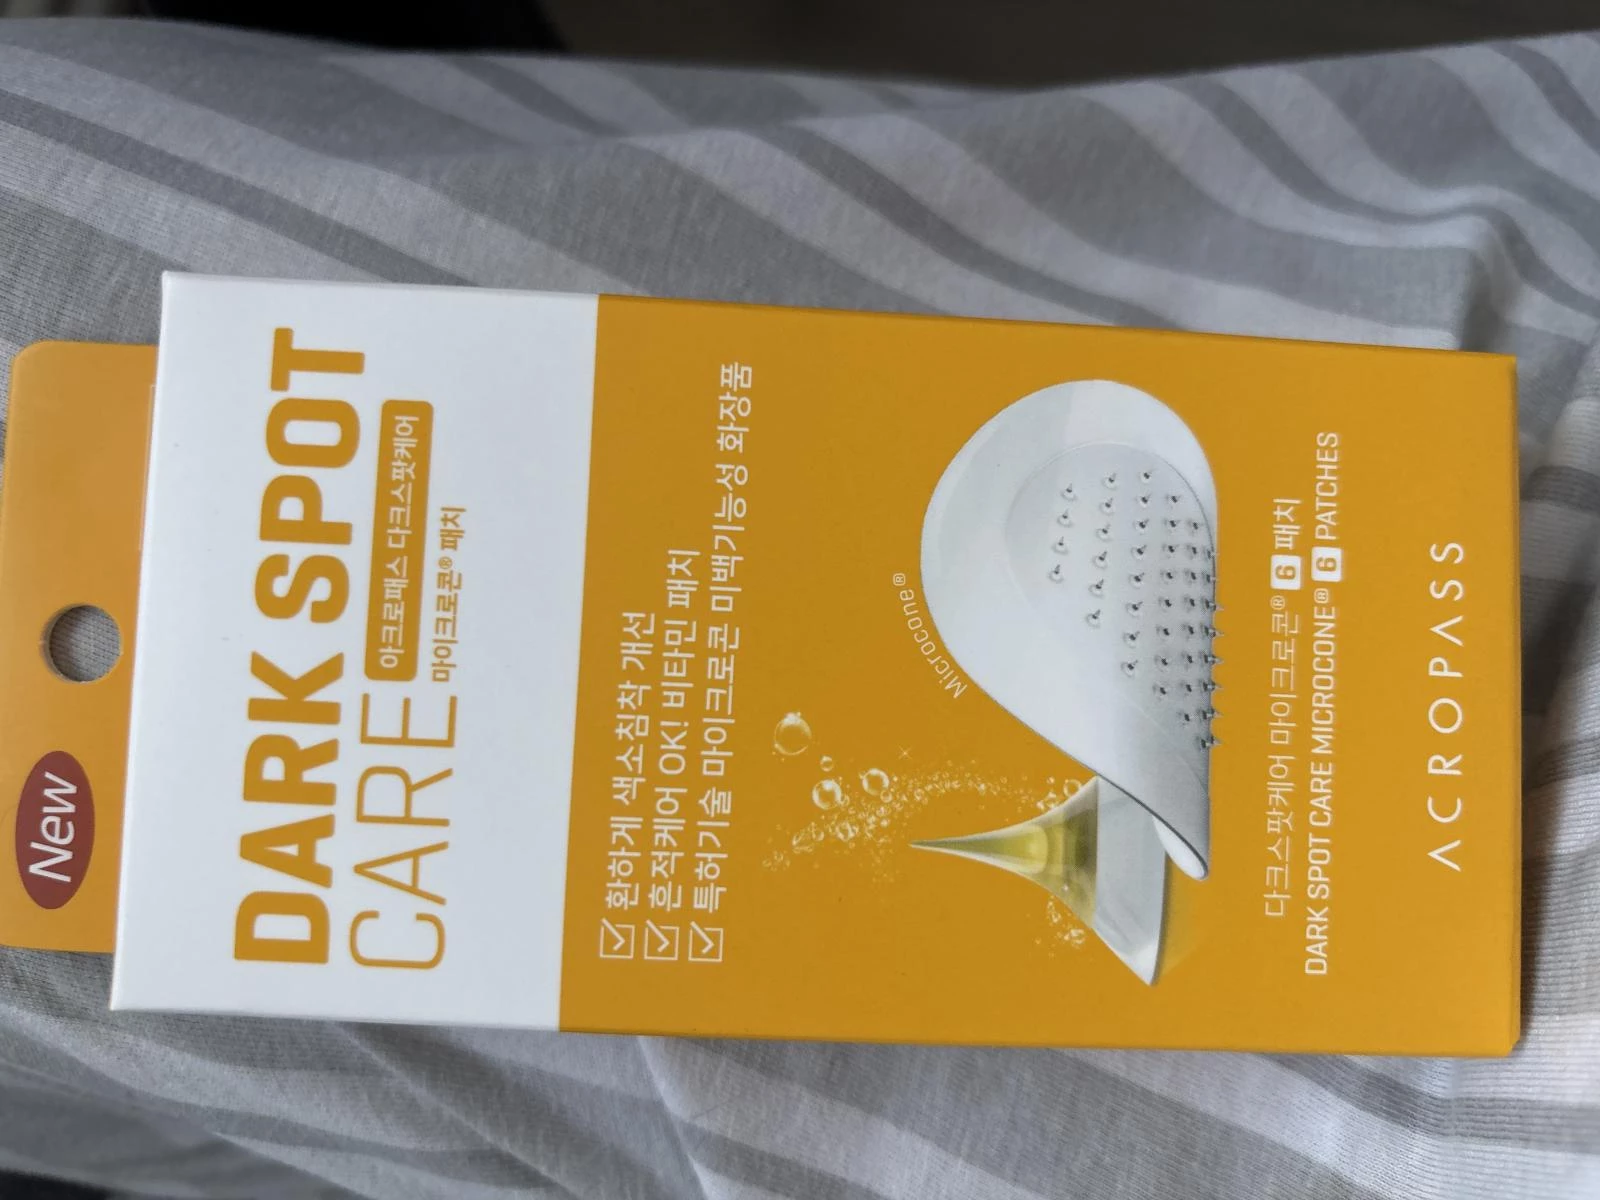 New
DARK SPOT
CARE
아크로패스 다크스팟케어
마이크로콘® 패치
환하게 색소침착 개선
흔적케어 OK! 비타민 패치
특허기술 마이크로콘 미백기능성 화장품
Microcone®
다크스팟케어 마이크로콘® 6 패치
DARK SPOT CARE MICROCONE® 6 PATCHES
ACROPASS